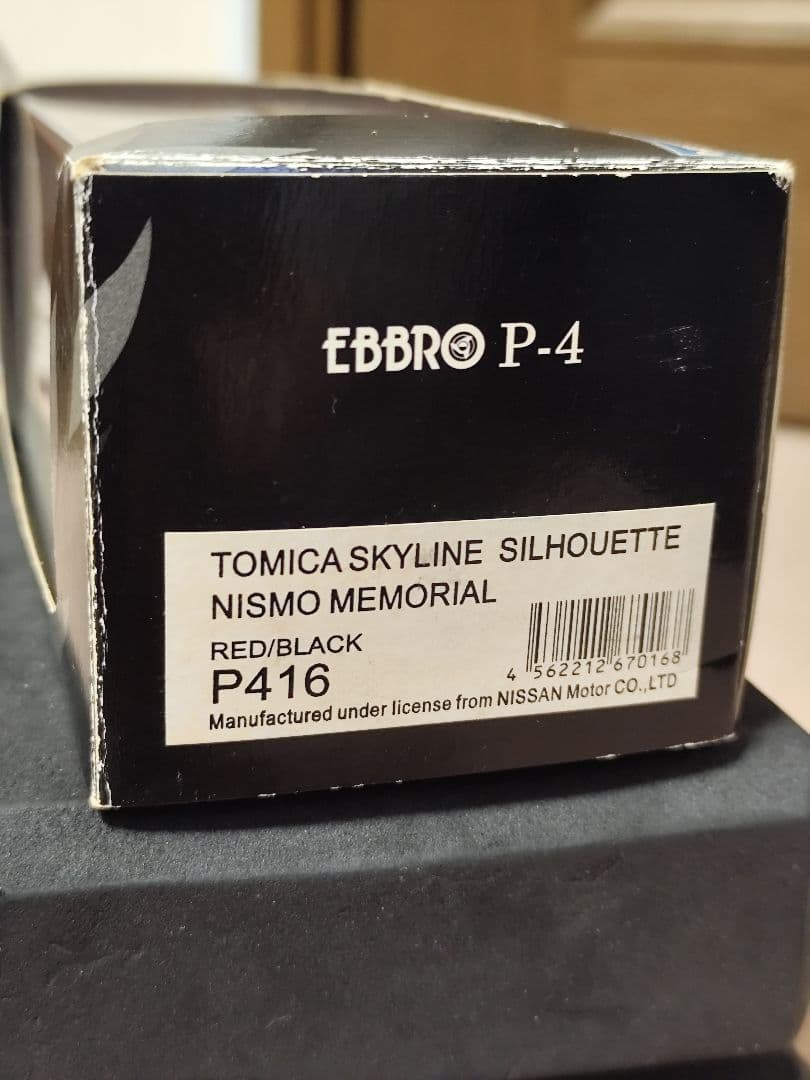 EBBRO P-4
TOMICA SKYLINE SILHOUETTE
NISMO MEMORIAL
RED/BLACK
P416
4 562212 670168
Manufactured under license from NISSAN Motor CO.,LTD